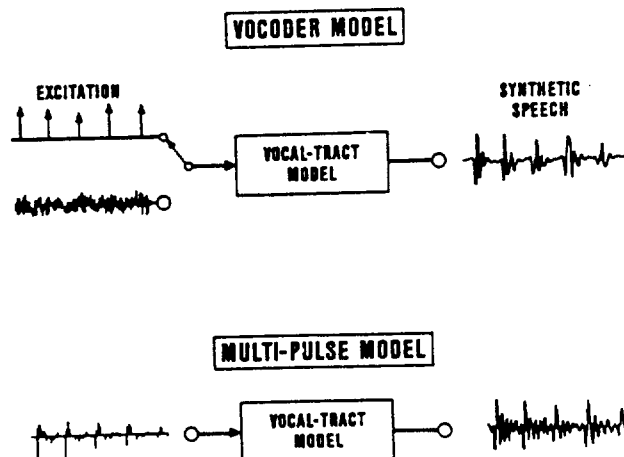 VOCODER MODEL
EXCITATION
SYNTHETIC
SPEECH
VOCAL-TRACT
MODEL
MULTI-PULSE MODEL
VOCAL-TRACT
MODEL